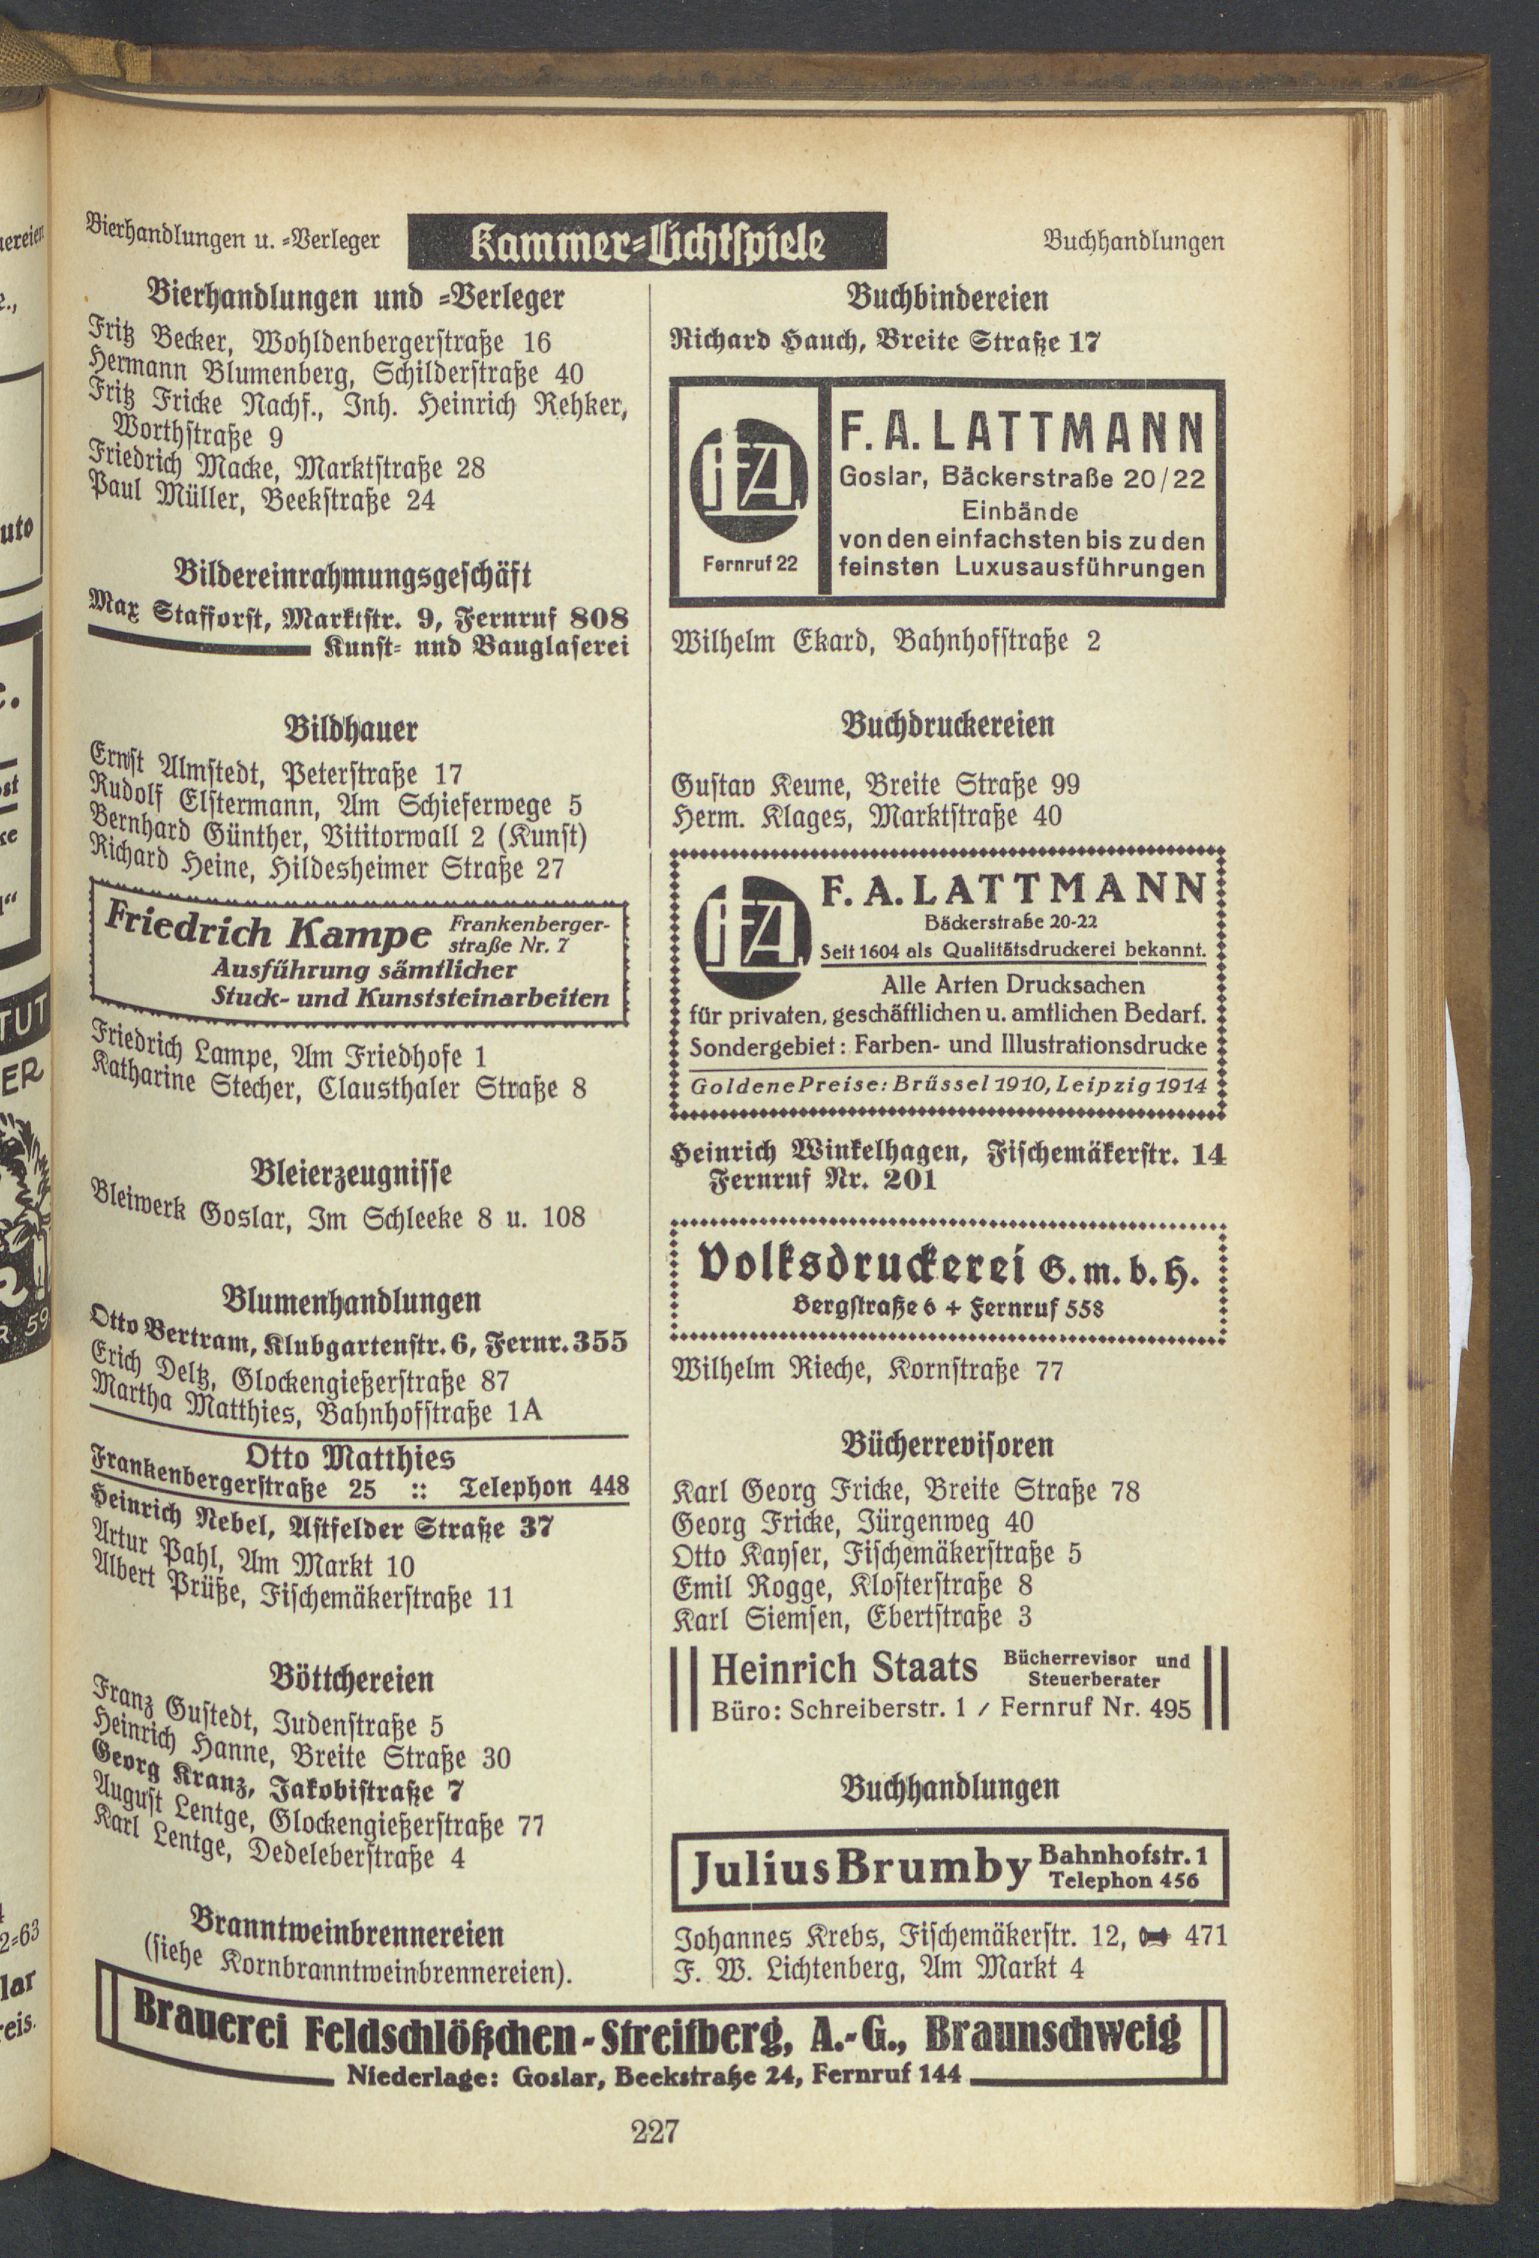 Bierhandlungen u. =Verleger
Kammer=Lichtspiele
Buchhandlungen
Bierhandlungen und =Verleger
Fritz Becker, Wohldenbergerstraße 16
Hermann Blumenberg, Schilderstraße 40
Fritz Fricke Nachf., Inh. Heinrich Rehker,
Worthstraße 9
Friedrich Macke, Marktstraße 28
Paul Müller, Beekstraße 24
Bildereinrahmungsgeschäft
Max Stafforst, Marktstr. 9, Fernruf 808
Kunst= und Bauglaserei
Bildhauer
Ernst Almstedt, Peterstraße 17
Rudolf Elstermann, Am Schieferwege 5
Bernhard Günther, Vititorwall 2 (Kunst)
Richard Heine, Hildesheimer Straße 27
Friedrich Kampe Frankenberger-
straße Nr. 7
Ausführung sämtlicher
Stuck- und Kunststeinarbeiten
Friedrich Lampe, Am Friedhofe 1
Katharine Stecher, Clausthaler Straße 8
Bleierzeugnisse
Bleiwerk Goslar, Im Schleeke 8 u. 108
Blumenhandlungen
Otto Bertram, Klubgartenstr. 6, Fernr. 355
Erich Deltz, Glockengießerstraße 87
Martha Matthies, Bahnhofstraße 1A
Otto Matthies
Frankenbergerstraße 25 :: Telephon 448
Heinrich Nebel, Astfelder Straße 37
Artur Pahl, Am Markt 10
Albert Prüße, Fischemäkerstraße 11
Böttchereien
Franz Gustedt, Judenstraße 5
Heinrich Hanne, Breite Straße 30
Georg Kranz, Jakobistraße 7
August Lentge, Glockengießerstraße 77
Karl Lentge, Dedeleberstraße 4
Branntweinbrennereien
(siehe Kornbranntweinbrennereien).
Buchbindereien
Richard Hauch, Breite Straße 17
F. A. LATTMANN
Goslar, Bäckerstraße 20/22
Einbände
von den einfachsten bis zu den
feinsten Luxusausführungen
Fernruf 22
Wilhelm Ekard, Bahnhofstraße 2
Buchdruckereien
Gustav Keune, Breite Straße 99
Herm. Klages, Marktstraße 40
F. A. LATTMANN
Bäckerstraße 20-22
Seit 1604 als Qualitätsdruckerei bekannt.
Alle Arten Drucksachen
für privaten, geschäftlichen u. amtlichen Bedarf.
Sondergebiet: Farben- und Illustrationsdrucke
Goldene Preise: Brüssel 1910, Leipzig 1914
Heinrich Winkelhagen, Fischemäkerstr. 14
Fernruf Nr. 201
Volksdruckerei G. m. b. H.
Bergstraße 6 + Fernruf 558
Wilhelm Rieche, Kornstraße 77
Bücherrevisoren
Karl Georg Fricke, Breite Straße 78
Georg Fricke, Jürgenweg 40
Otto Kayser, Fischemäkerstraße 5
Emil Rogge, Klosterstraße 8
Karl Siemsen, Ebertstraße 3
Heinrich Staats Bücherrevisor und
Steuerberater
Büro: Schreiberstr. 1 / Fernruf Nr. 495
Buchhandlungen
Julius Brumby Bahnhofstr. 1
Telephon 456
Johannes Krebs, Fischemäkerstr. 12, 471
F. W. Lichtenberg, Am Markt 4
Brauerei Feldschlößchen-Streitberg, A.-G., Braunschweig
Niederlage: Goslar, Beekstraße 24, Fernruf 144
227